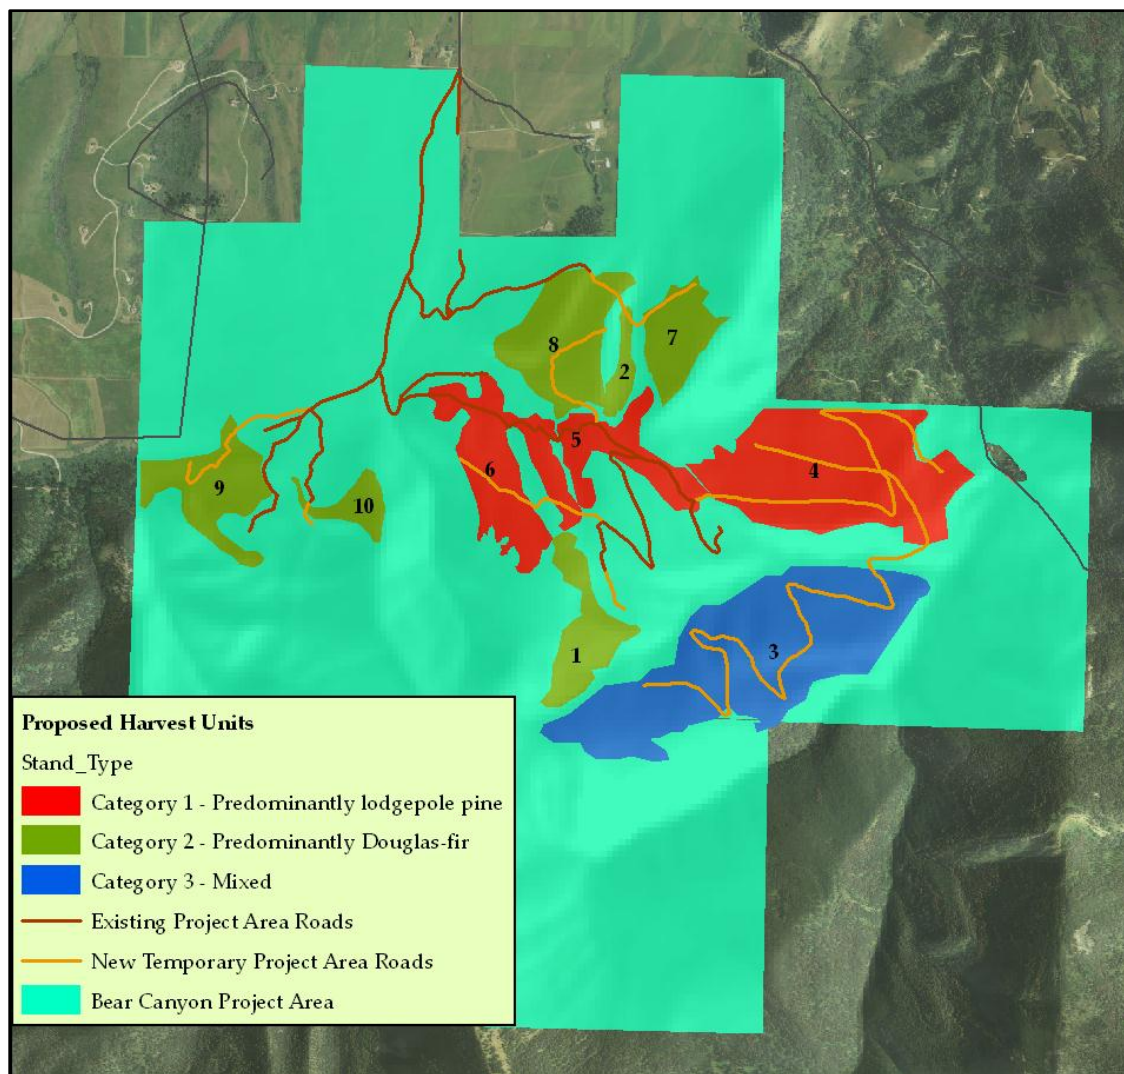 7
8
2
5
6
4
9
10
3
1
Proposed Harvest Units
Stand_Type
Category 1 - Predominantly lodgepole pine
Category 2 - Predominantly Douglas-fir
Category 3 - Mixed
Existing Project Area Roads
New Temporary Project Area Roads
Bear Canyon Project Area